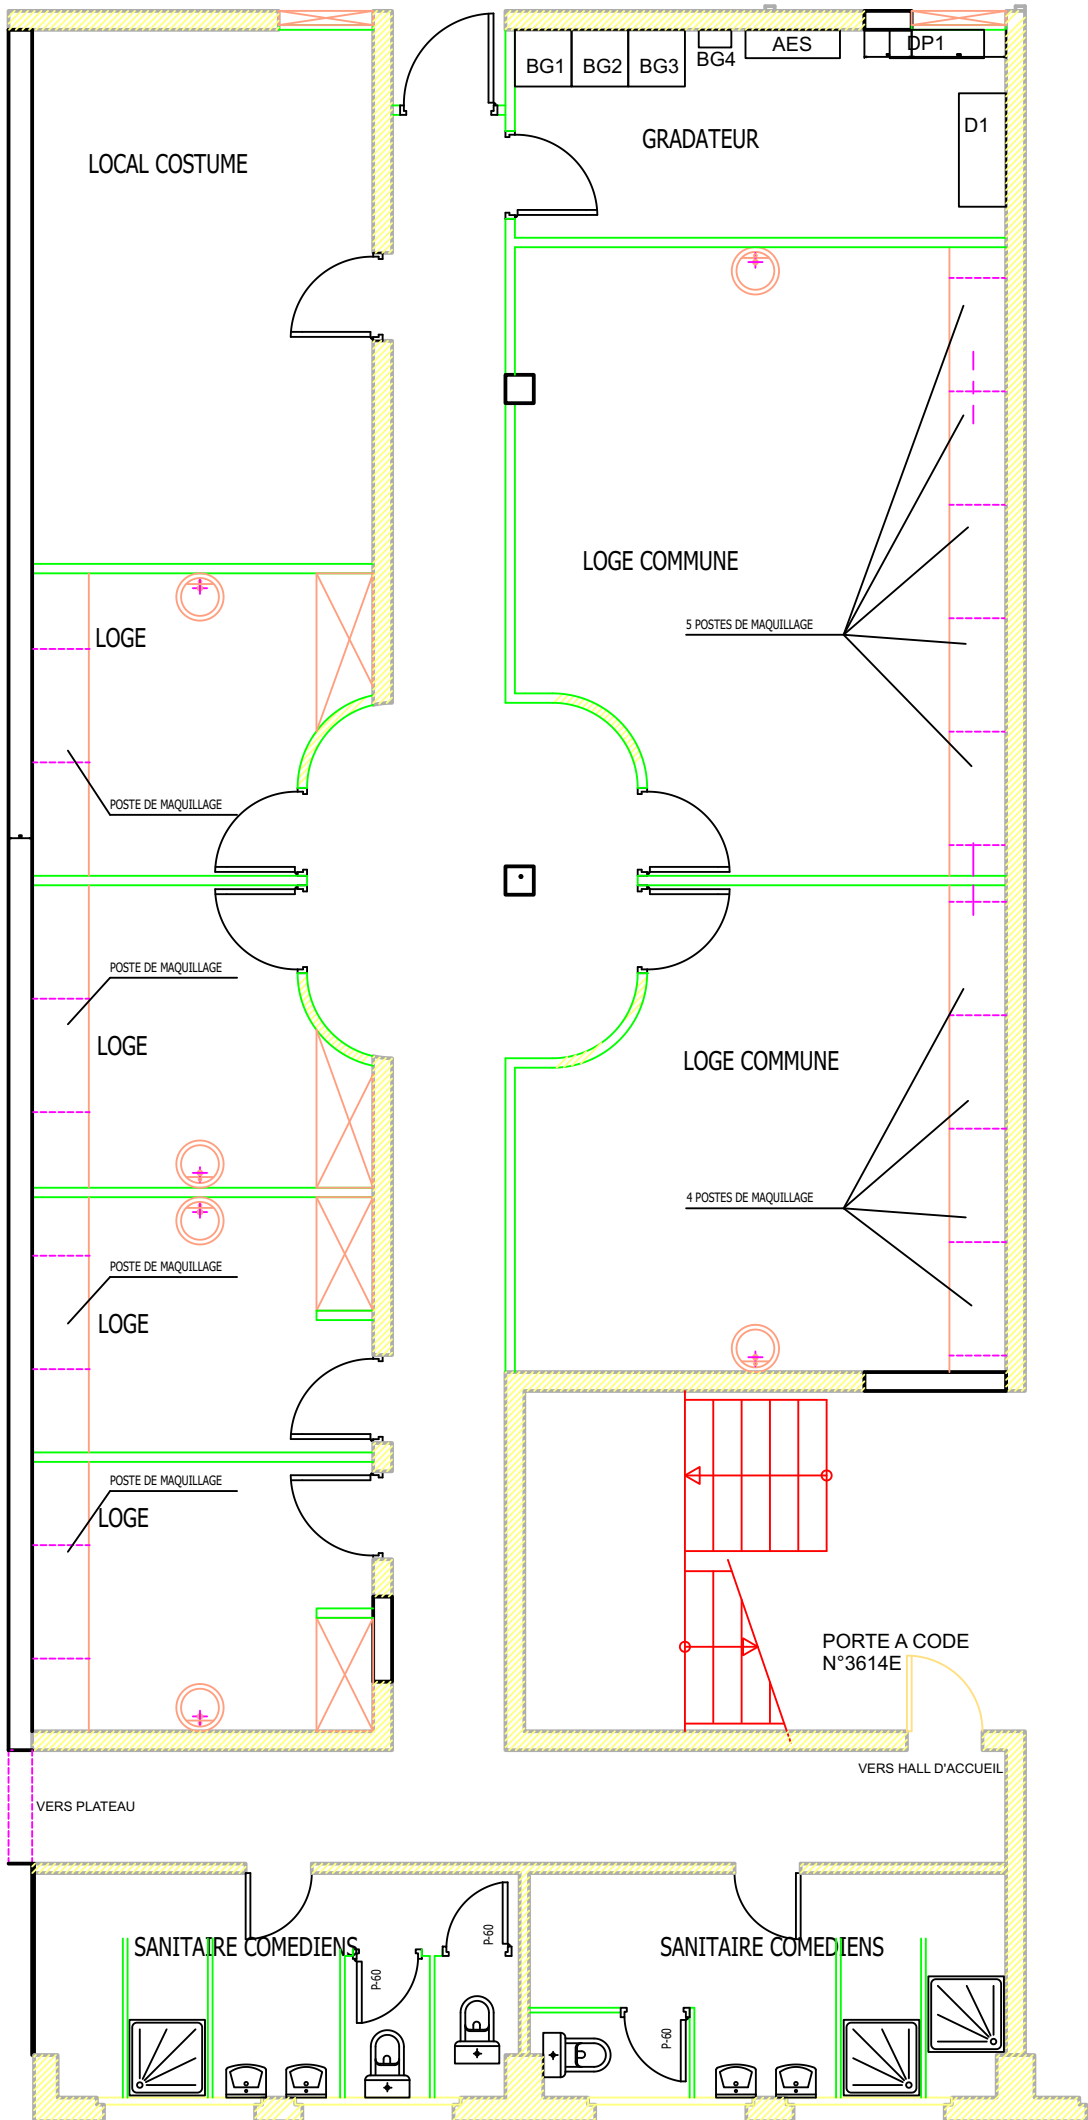 BG1
BG2
BG3
BG4
AES
DP1
D1
GRADATEUR
LOCAL COSTUME
LOGE COMMUNE
5 POSTES DE MAQUILLAGE
LOGE
POSTE DE MAQUILLAGE
POSTE DE MAQUILLAGE
LOGE
LOGE COMMUNE
4 POSTES DE MAQUILLAGE
POSTE DE MAQUILLAGE
LOGE
POSTE DE MAQUILLAGE
LOGE
PORTE A CODE
N°3614E
VERS HALL D'ACCUEIL
VERS PLATEAU
SANITAIRE COMEDIENS
P-60
P-60
SANITAIRE COMEDIENS
P-60